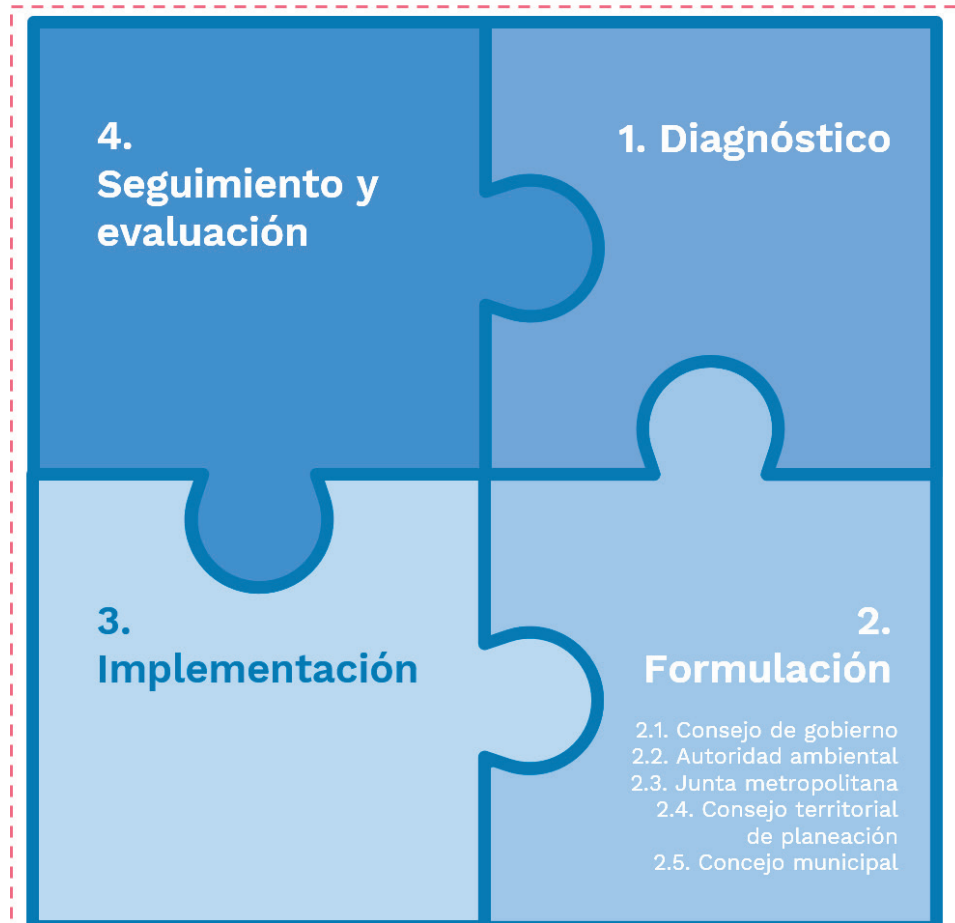 4.
Seguimiento y
evaluación
1. Diagnóstico
3.
Implementación
2.
Formulación
2.1. Consejo de gobierno
2.2. Autoridad ambiental
2.3. Junta metropolitana
2.4. Consejo territorial
de planeación
2.5. Concejo municipal